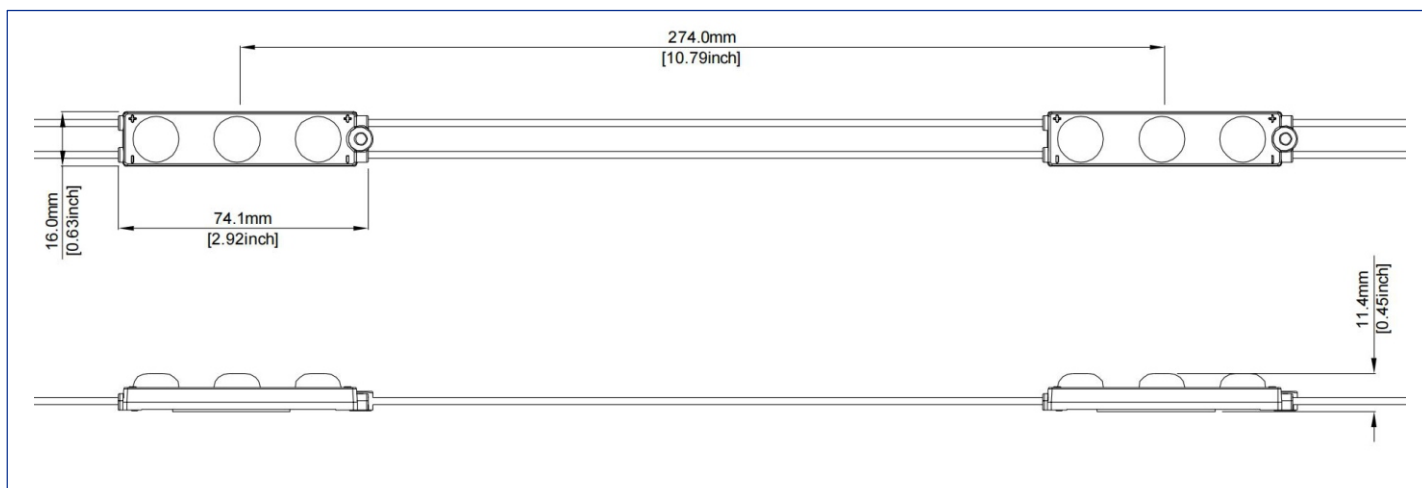 274.0mm
[10.79inch]
+ + + +
16.0mm
[0.63inch]
- - - -
74.1mm
[2.92inch]
11.4mm
[0.45inch]